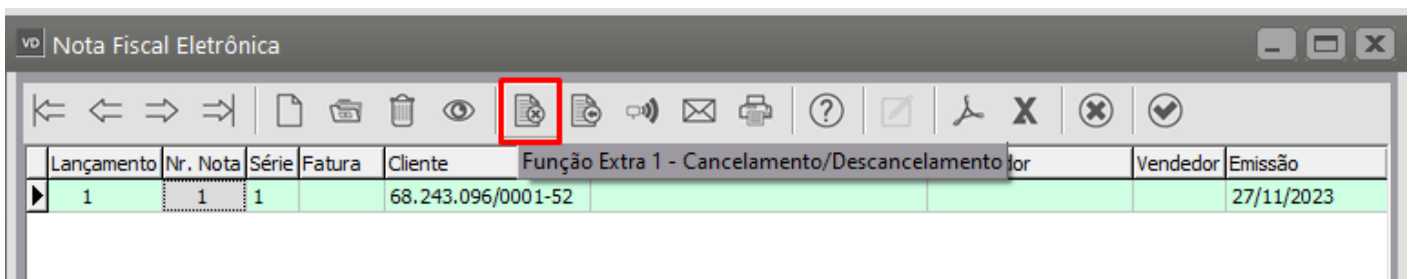 VD Nota Fiscal Eletrônica
Lançamento Nr. Nota Série Fatura Cliente Função Extra 1 - Cancelamento/Descancelamento dor Vendedor Emissão
1 1 1 68.243.096/0001-52 27/11/2023